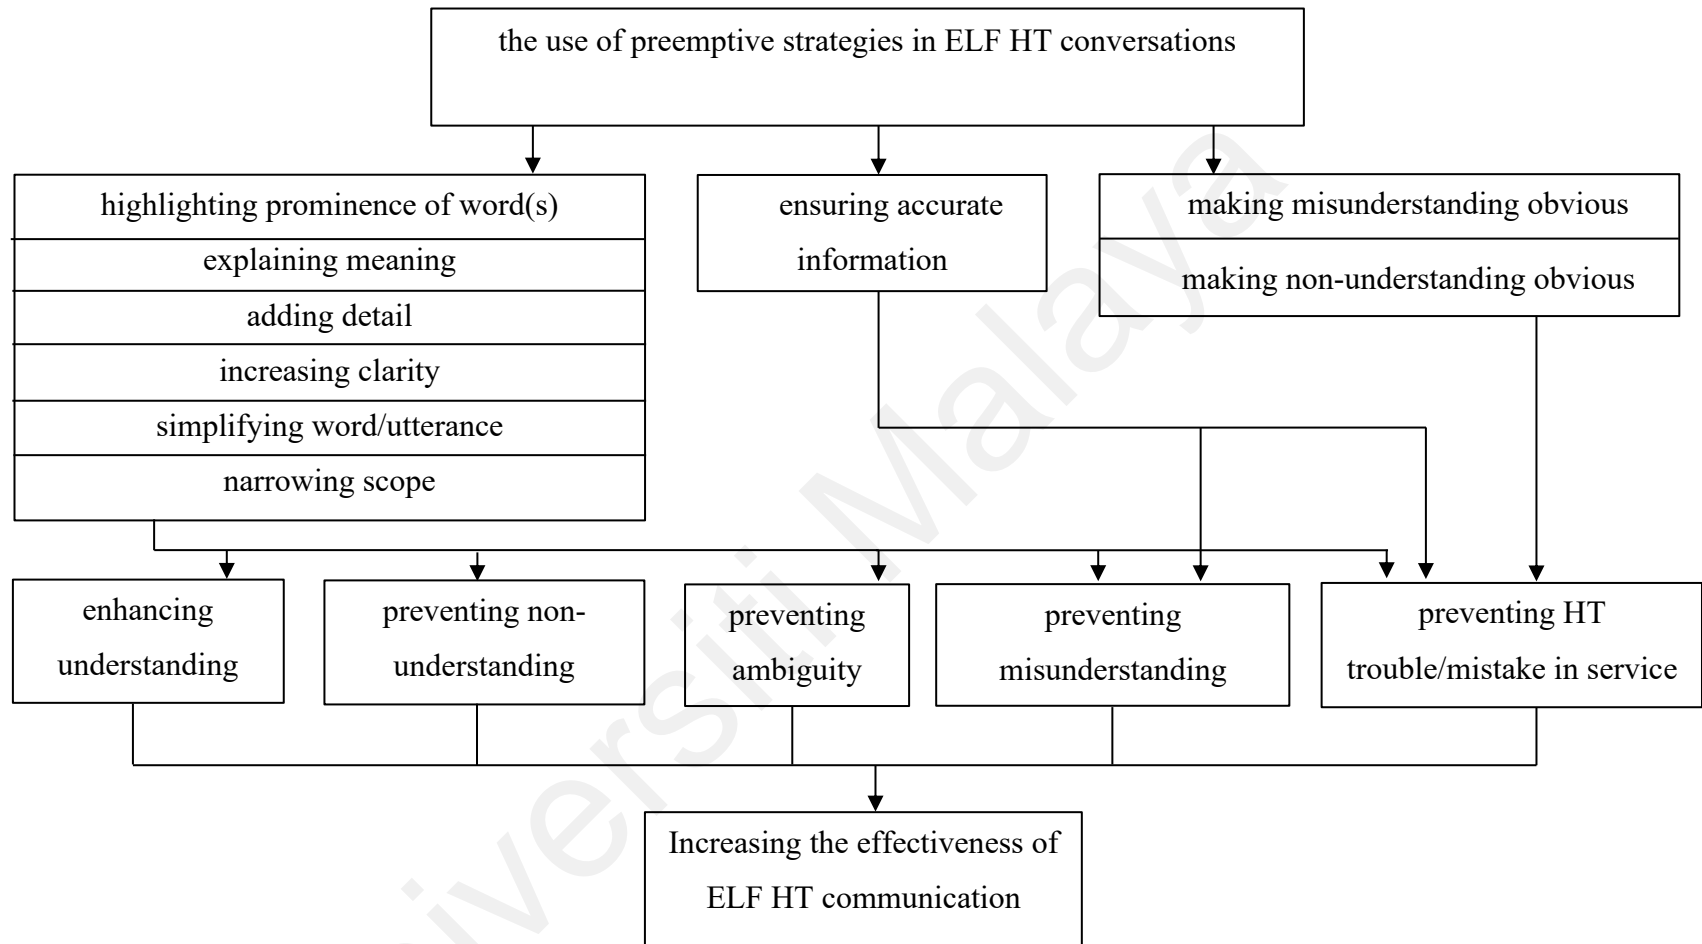 the use of preemptive strategies in ELF HT conversations
highlighting prominence of word(s)
explaining meaning
adding detail
increasing clarity
simplifying word/utterance
narrowing scope
ensuring accurate
information
making misunderstanding obvious
making non-understanding obvious
enhancing
understanding
preventing non-
understanding
preventing
ambiguity
preventing
misunderstanding
preventing HT
trouble/mistake in service
Increasing the effectiveness of
ELF HT communication
iversiti Malaya